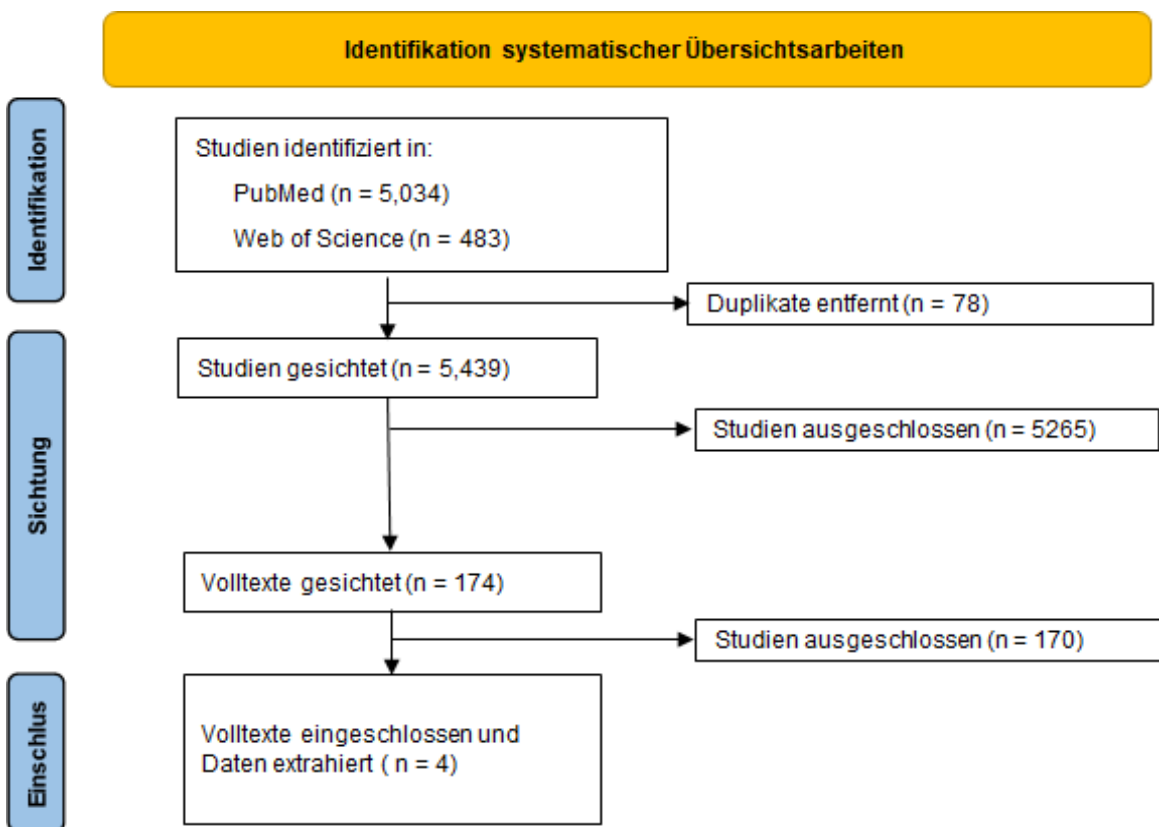 Identifikation systematischer Übersichtsarbeiten
Identifikation
Studien identifiziert in:
PubMed (n = 5,034)
Web of Science (n = 483)
Duplikate entfernt (n = 78)
Sichtung
Studien gesichtet (n = 5,439)
Studien ausgeschlossen (n = 5265)
Volltexte gesichtet (n = 174)
Studien ausgeschlossen (n = 170)
Einschlus
Volltexte eingeschlossen und
Daten extrahiert ( n = 4)